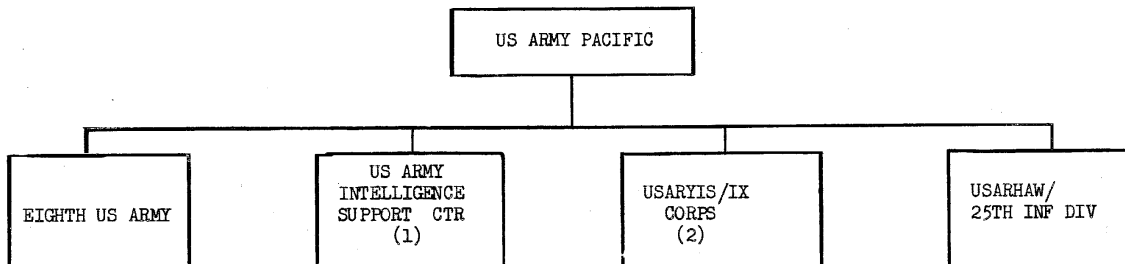 US ARMY PACIFIC
EIGHTH US ARMY
US ARMY
INTELLIGENCE
SUPPORT CTR
(1)
USARYIS/IX
CORPS
(2)
USARHAW/
25TH INF DIV